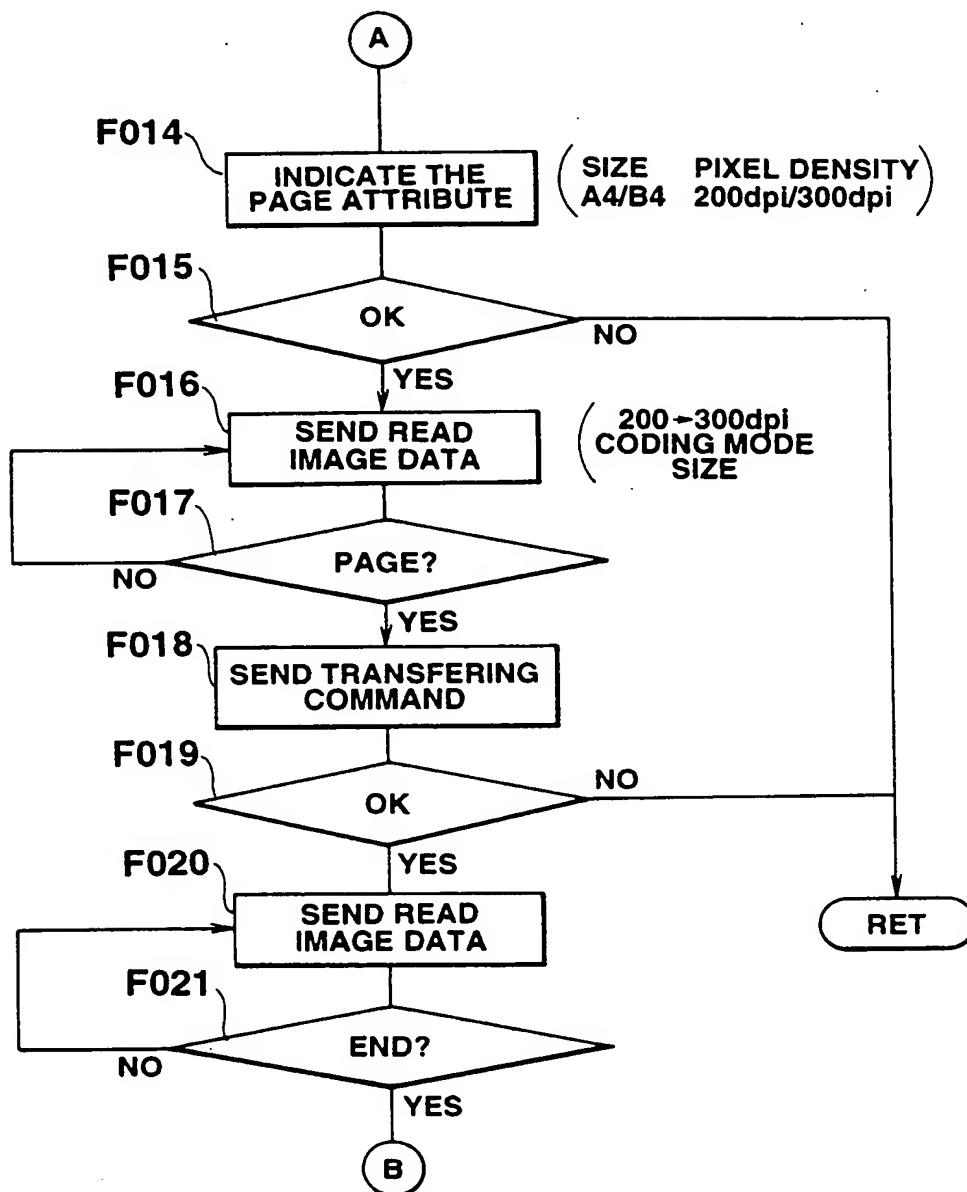 A
F014
INDICATE THE
PAGE ATTRIBUTE
SIZE PIXEL DENSITY
A4/B4 200dpi/300dpi
F015
OK
NO
YES
F016
SEND READ
IMAGE DATA
200→300dpi
CODING MODE
SIZE
F017
PAGE?
NO
YES
F018
SEND TRANSFERING
COMMAND
F019
OK
NO
YES
F020
SEND READ
IMAGE DATA
RET
F021
END?
NO
YES
B